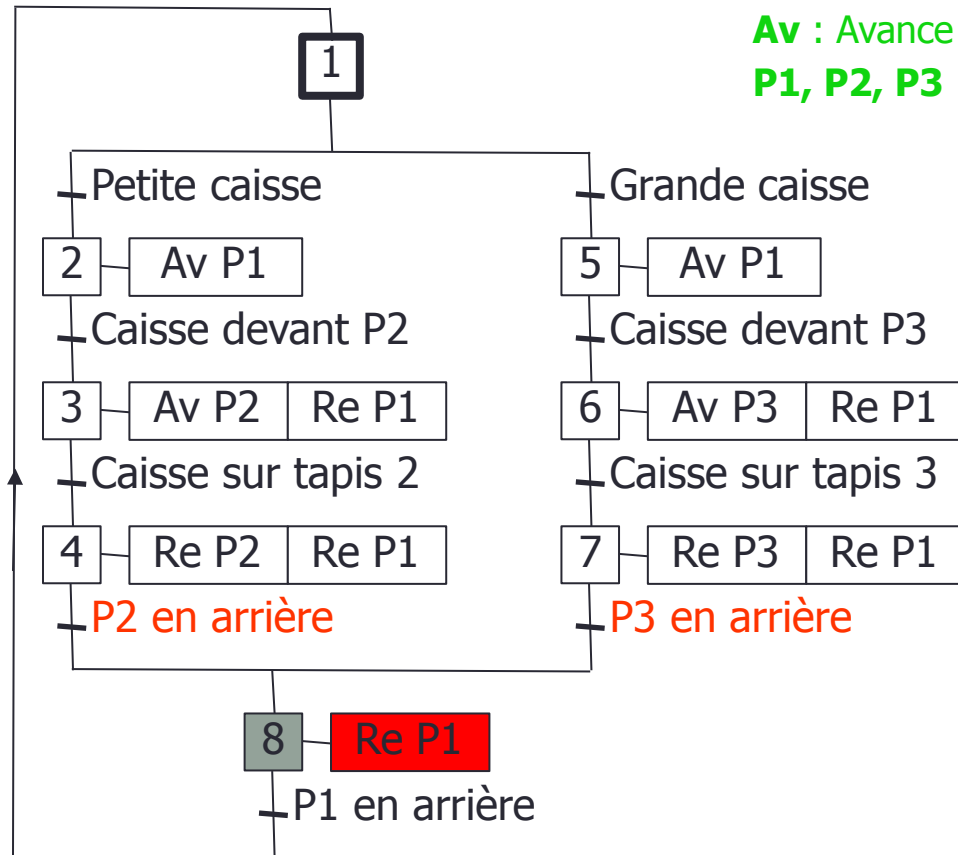 Av : Avance
P1, P2, P3
1
Petite caisse
Grande caisse
2 Av P1
5 Av P1
Caisse devant P2
Caisse devant P3
3 Av P2 Re P1
6 Av P3 Re P1
Caisse sur tapis 2
Caisse sur tapis 3
4 Re P2 Re P1
7 Re P3 Re P1
P2 en arrière
P3 en arrière
8 Re P1
P1 en arrière